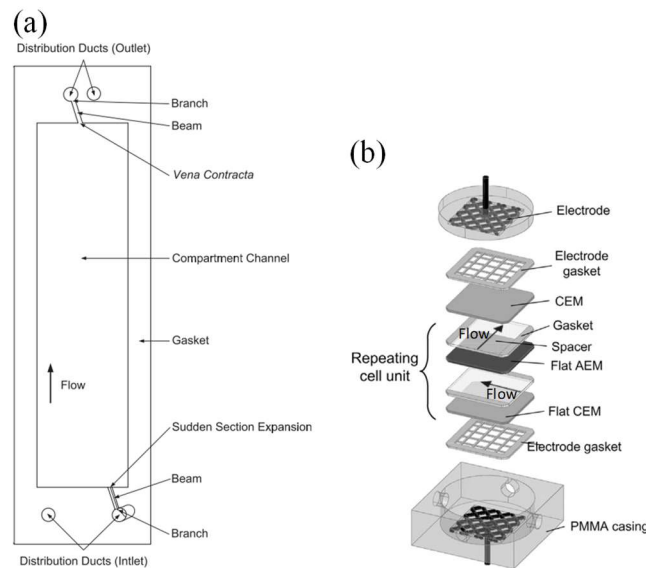 (a)
Distribution Ducts (Outlet)
Branch
Beam
Vena Contracta
Compartment Channel
Gasket
Flow
Sudden Section Expansion
Beam
Branch
Distribution Ducts (Intlet)
(b)
Electrode
Electrode
gasket
CEM
Gasket
Flow
Spacer
Repeating
cell unit
Flat AEM
Flow
Flat CEM
Electrode gasket
PMMA casing